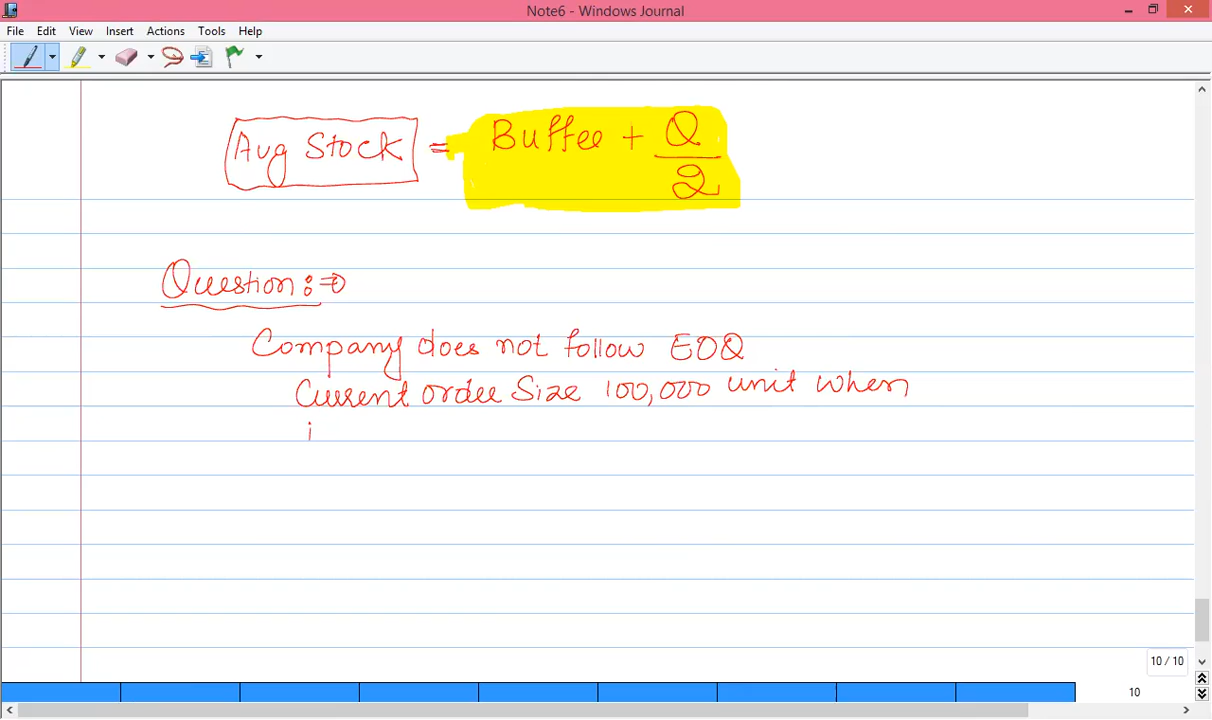 Note6 - Windows Journal
File Edit View Insert Actions Tools Help
Avg Stock = Buffer + Q/2
Question :⇒
Company does not follow EOQ
Current order Size 100,000 unit when
i
10 / 10
10